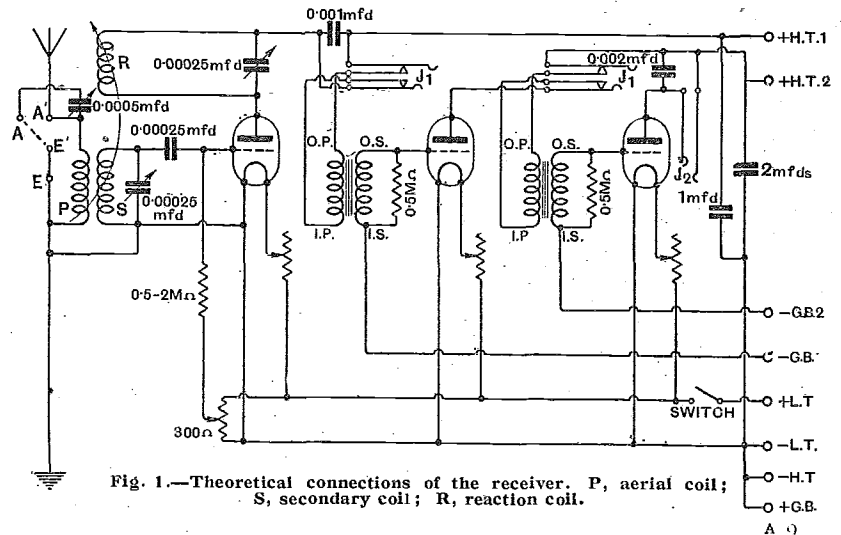 0·001mfd
+H.T.1
R
0·00025mfd
J1
0·002mfd
J1
+H.T.2
A
A'
0·0005mfd
E'
0·00025mfd
O.P.
O.S.
O.P.
O.S.
E
P
S
0·00025
mfd
0·5MΩ
0·5MΩ
J2
2mfds
1mfd
I.P.
I.S.
I.P
I.S.
0·5-2MΩ
-G.B.2
-G.B.
+L.T
SWITCH
300Ω
-L.T.
-H.T
+G.B.
Fig. 1.—Theoretical connections of the receiver. P, aerial coil;
S, secondary coil; R, reaction coil.
A 9